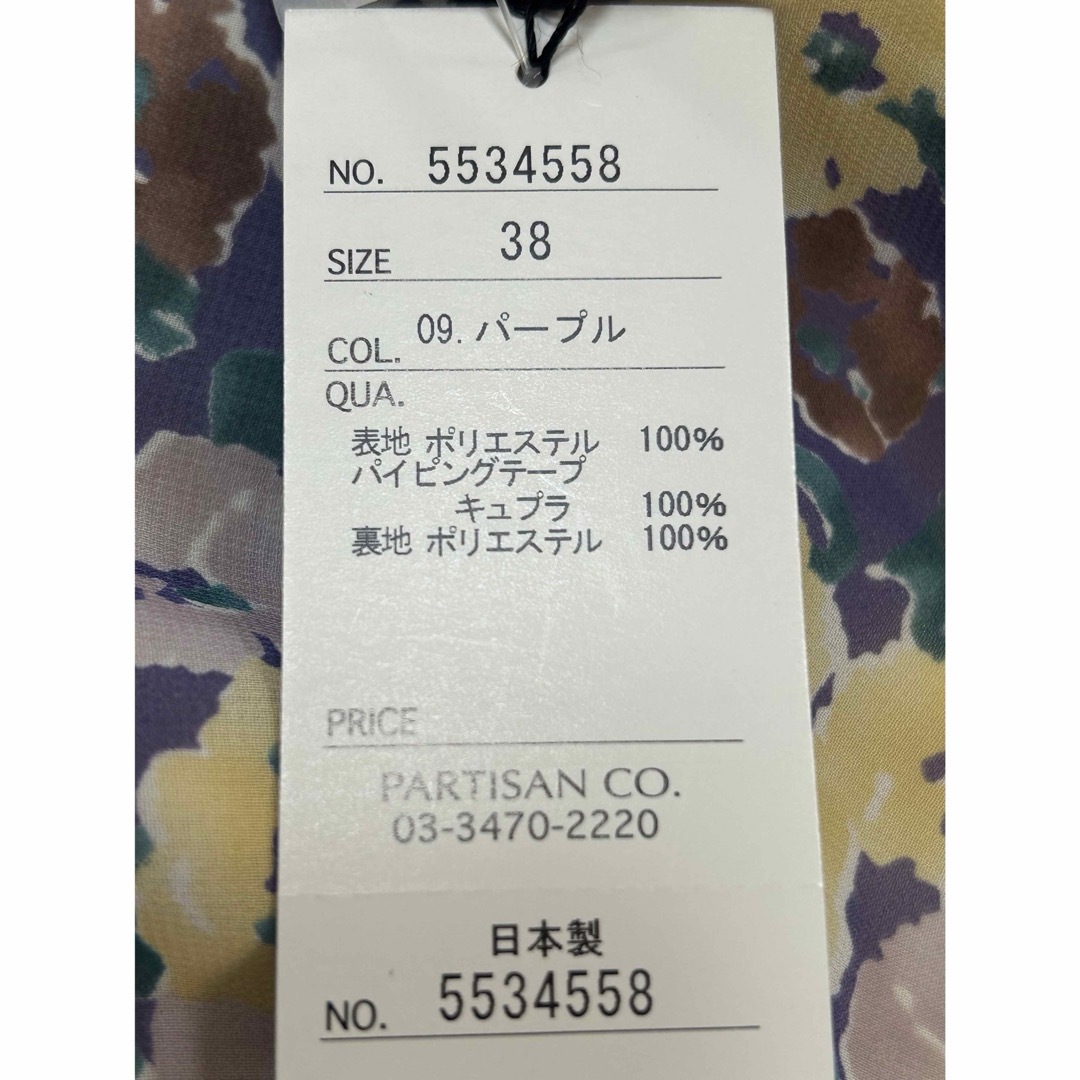 NO. 5534558
SIZE 38
COL. 09.パープル
QUA.
表地 ポリエステル 100%
パイピングテープ
キュプラ 100%
裏地 ポリエステル 100%
PRICE
PARTISAN CO.
03-3470-2220
日本製
NO. 5534558